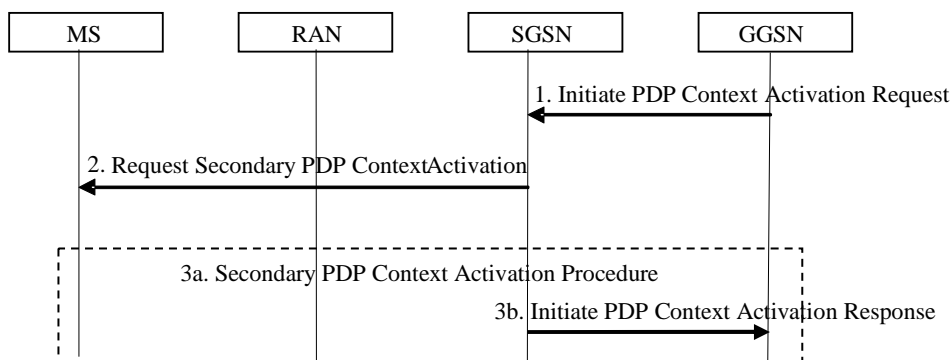 MS
RAN
SGSN
GGSN
1. Initiate PDP Context Activation Request
2. Request Secondary PDP ContextActivation
3a. Secondary PDP Context Activation Procedure
3b. Initiate PDP Context Activation Response